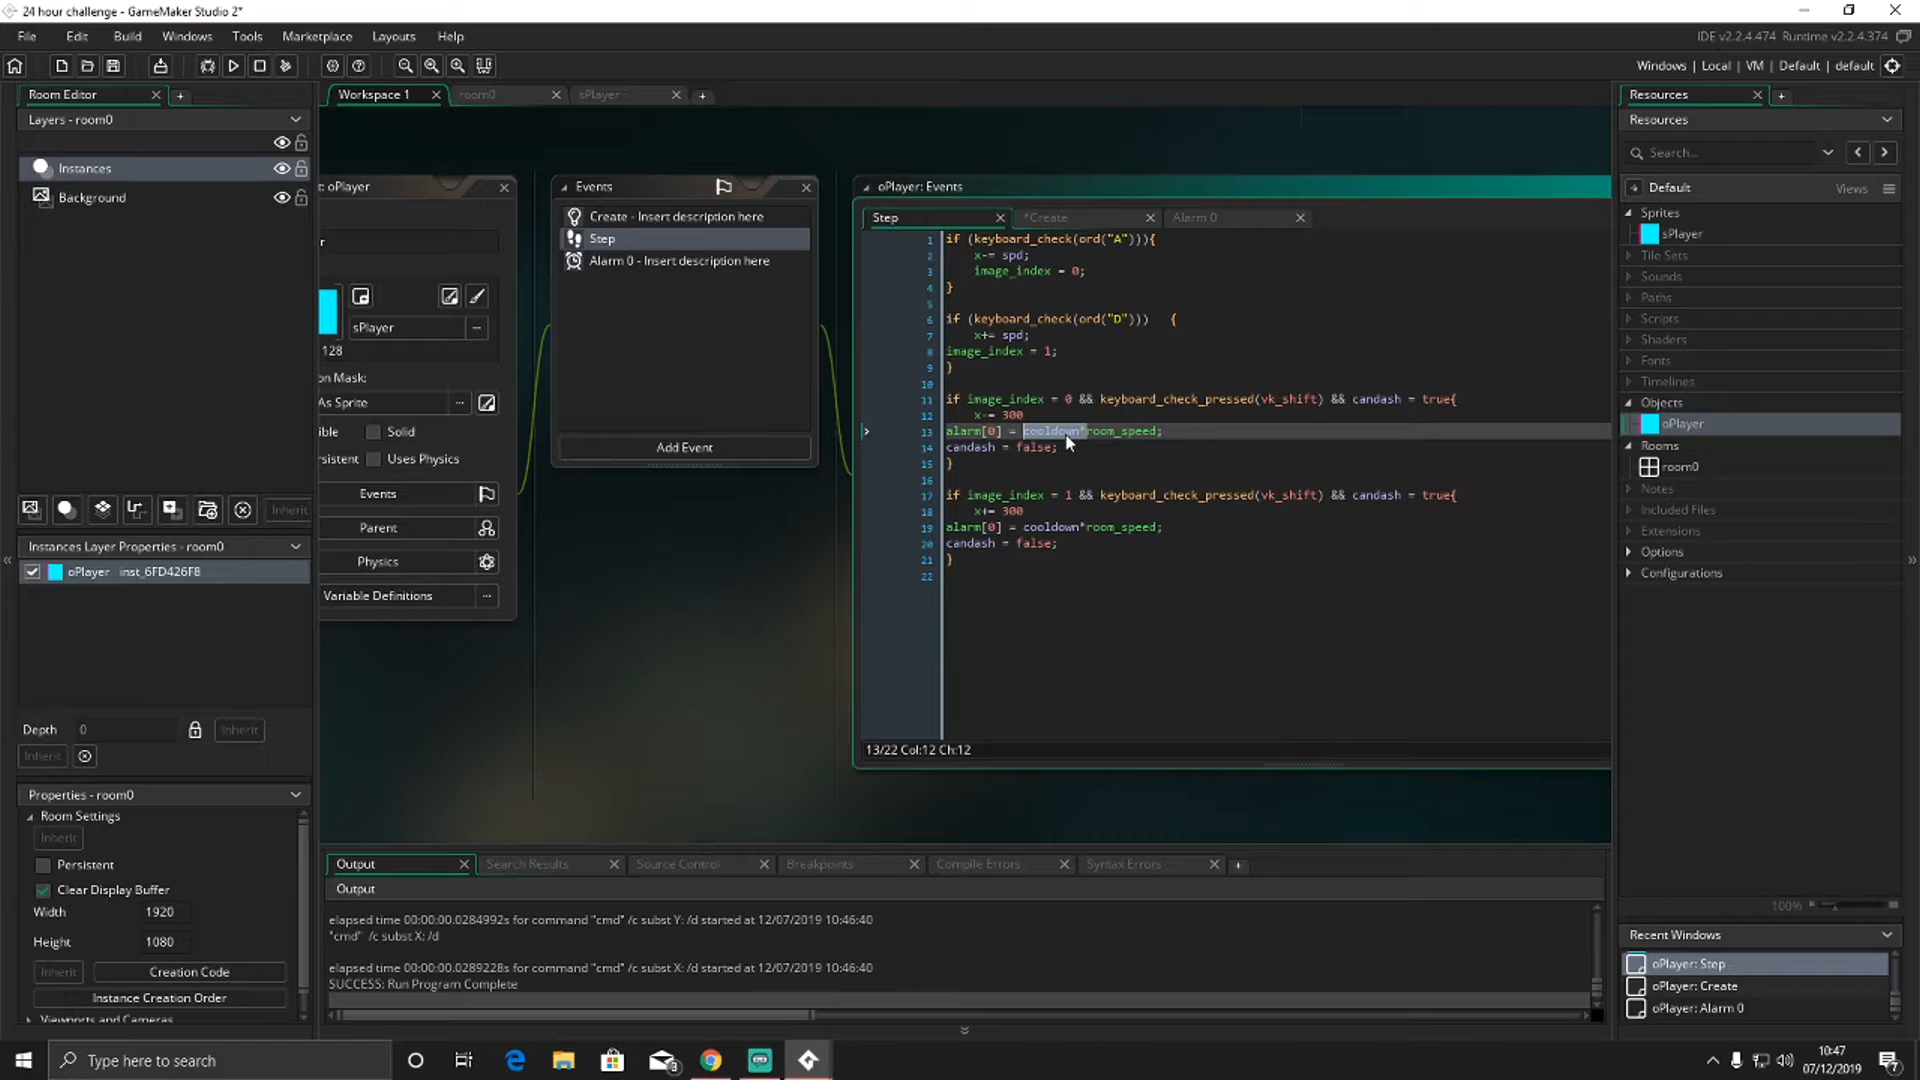 24 hour challenge - GameMaker Studio 2*
File Edit Build Windows Tools Marketplace Layouts Help
IDE v2.2.4.474 Runtime v2.2.4.374
Windows | Local | VM | Default | default
Room Editor
Workspace 1
room0
sPlayer
Resources
Layers - room0
Resources
Search...
Instances
Background
Default
Views
Sprites
sPlayer
Tile Sets
Sounds
Paths
Scripts
Shaders
Fonts
Timelines
Objects
oPlayer
Rooms
room0
Notes
Included Files
Extensions
Options
Configurations
t: oPlayer
r
sPlayer
128
on Mask:
As Sprite
ible
Solid
sistent
Uses Physics
Events
Parent
Physics
Variable Definitions
Events
Create - Insert description here
Step
Alarm 0 - Insert description here
Add Event
oPlayer: Events
Step
*Create
Alarm 0
1 if (keyboard_check(ord("A"))){
2 x-= spd;
3 image_index = 0;
4 }
5
6 if (keyboard_check(ord("D"))) {
7 x+= spd;
8 image_index = 1;
9 }
10
11 if image_index = 0 && keyboard_check_pressed(vk_shift) && candash = true{
12 x-= 300
13 alarm[0] = cooldown*room_speed;
14 candash = false;
15 }
16
17 if image_index = 1 && keyboard_check_pressed(vk_shift) && candash = true{
18 x+= 300
19 alarm[0] = cooldown*room_speed;
20 candash = false;
21 }
22
13/22 Col:12 Ch:12
Inherit
Instances Layer Properties - room0
oPlayer inst_6FD426F8
Depth 0
Inherit
Inherit
Properties - room0
Room Settings
Inherit
Persistent
Clear Display Buffer
Width 1920
Height 1080
Inherit
Creation Code
Instance Creation Order
Viewports and Cameras
Output
Search Results
Source Control
Breakpoints
Compile Errors
Syntax Errors
Output
elapsed time 00:00:00.0284992s for command "cmd" /c subst Y: /d started at 12/07/2019 10:46:40
"cmd" /c subst X: /d
elapsed time 00:00:00.0289228s for command "cmd" /c subst X: /d started at 12/07/2019 10:46:40
SUCCESS: Run Program Complete
100%
Recent Windows
oPlayer: Step
oPlayer: Create
oPlayer: Alarm 0
Type here to search
3
10:47
07/12/2019
7